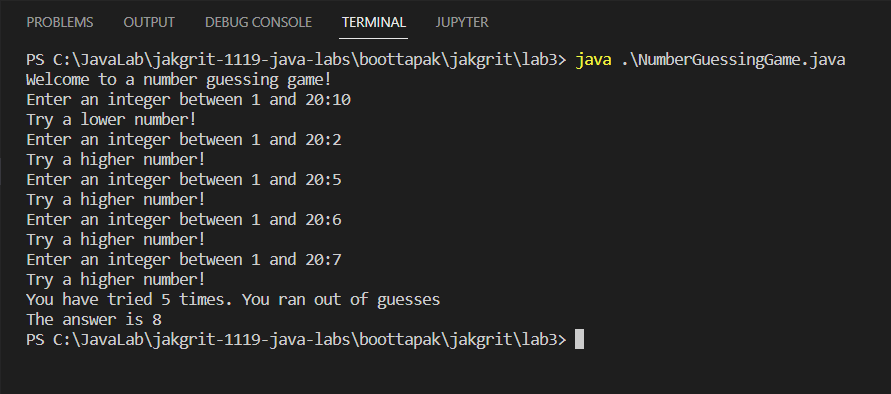 PROBLEMS OUTPUT DEBUG CONSOLE TERMINAL JUPYTER
PS C:\JavaLab\jakgrit-1119-java-labs\boottapak\jakgrit\lab3> java .\NumberGuessingGame.java
Welcome to a number guessing game!
Enter an integer between 1 and 20:10
Try a lower number!
Enter an integer between 1 and 20:2
Try a higher number!
Enter an integer between 1 and 20:5
Try a higher number!
Enter an integer between 1 and 20:6
Try a higher number!
Enter an integer between 1 and 20:7
Try a higher number!
You have tried 5 times. You ran out of guesses
The answer is 8
PS C:\JavaLab\jakgrit-1119-java-labs\boottapak\jakgrit\lab3>